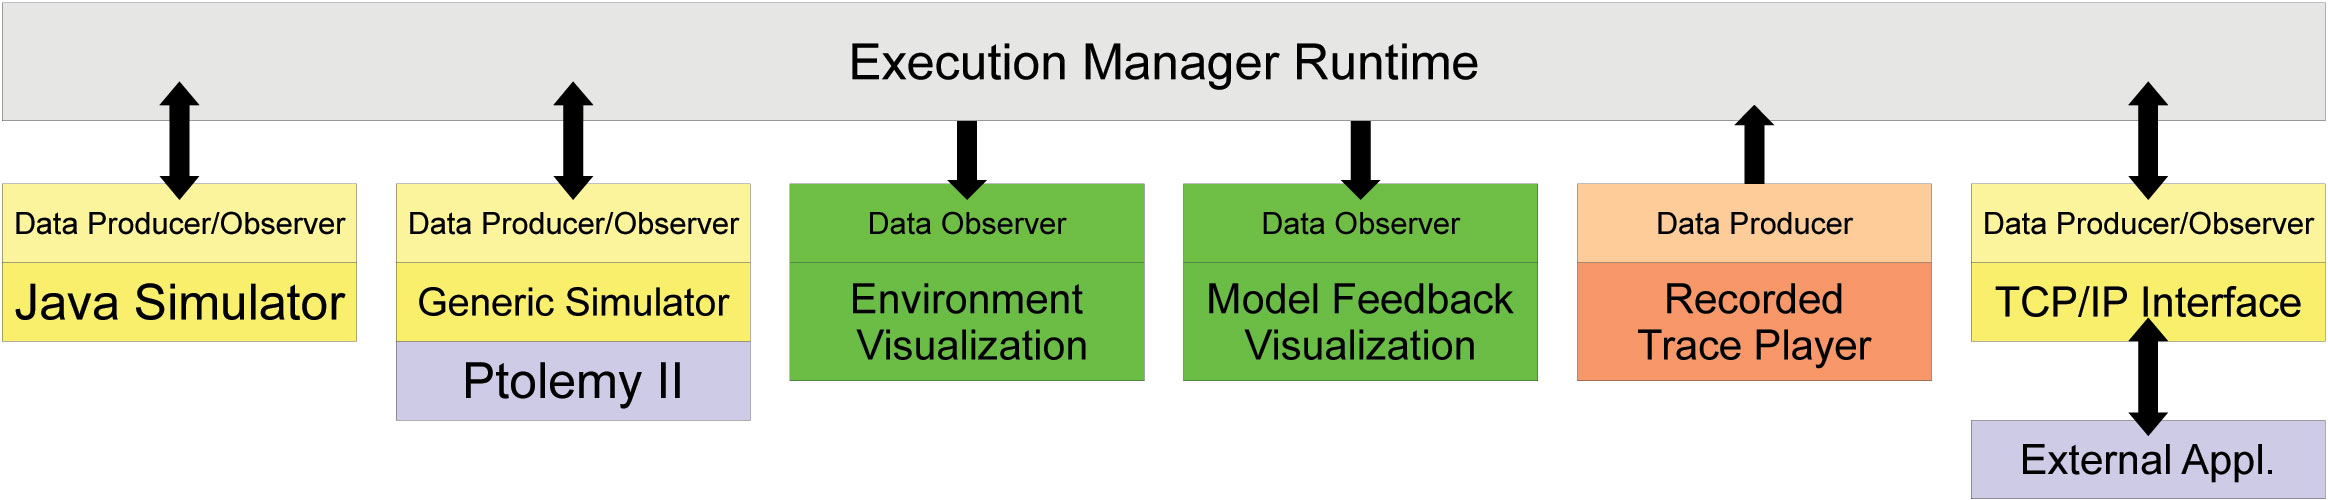 Execution Manager Runtime
Data Producer/Observer
Java Simulator
Data Producer/Observer
Generic Simulator
Ptolemy II
Data Observer
Environment
Visualization
Data Observer
Model Feedback
Visualization
Data Producer
Recorded
Trace Player
Data Producer/Observer
TCP/IP Interface
External Appl.